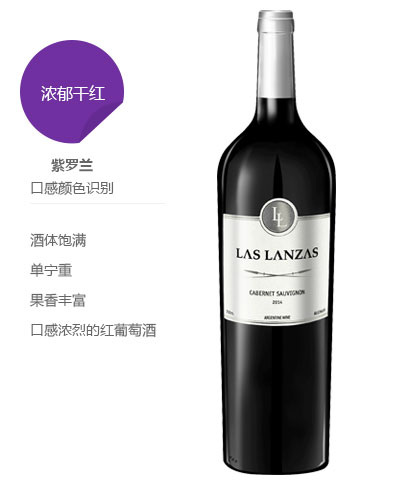 浓郁干红
紫罗兰
口感颜色识别
酒体饱满
单宁重
果香丰富
口感浓烈的红葡萄酒
LL
LAS LANZAS
CABERNET SAUVIGNON
2014
ARGENTINE WINE